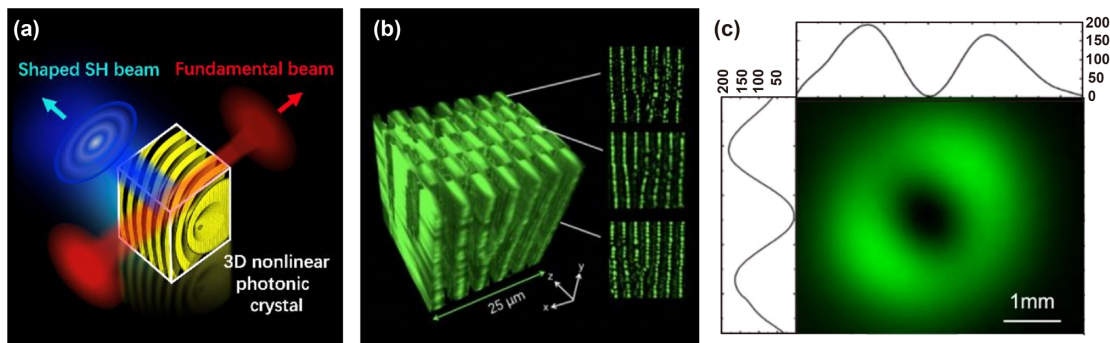 (a)
Shaped SH beam
Fundamental beam
3D nonlinear
photonic
crystal
(b)
25 μm
z
y
x
(c)
200
150
100
50
0
200
150
100
50
1mm